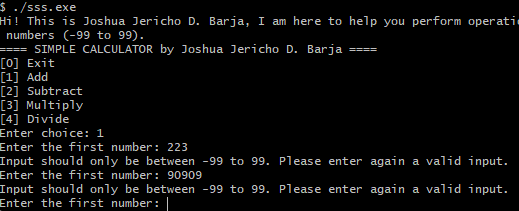 $ ./sss.exe
Hi! This is Joshua Jericho D. Barja, I am here to help you perform operati
numbers (-99 to 99).
==== SIMPLE CALCULATOR by Joshua Jericho D. Barja ====
[0] Exit
[1] Add
[2] Subtract
[3] Multiply
[4] Divide
Enter choice: 1
Enter the first number: 223
Input should only be between -99 to 99. Please enter again a valid input.
Enter the first number: 90909
Input should only be between -99 to 99. Please enter again a valid input.
Enter the first number: